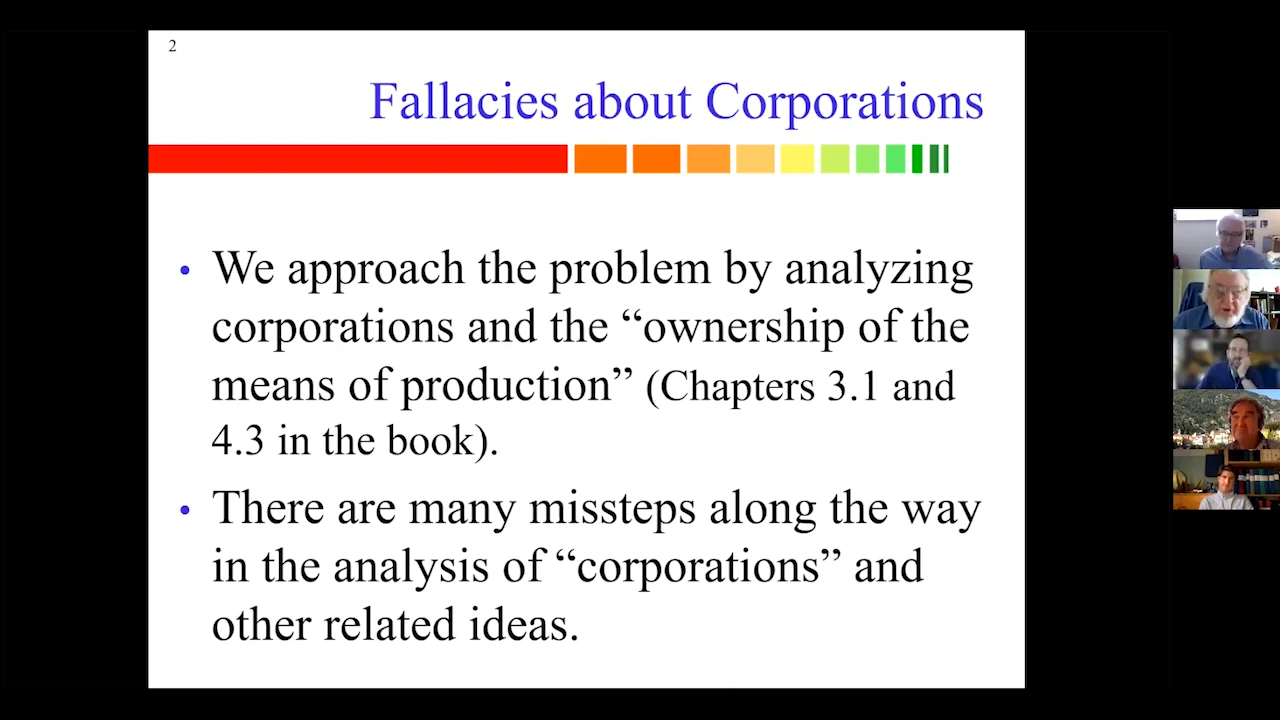 2
Fallacies about Corporations
• We approach the problem by analyzing
corporations and the “ownership of the
means of production” (Chapters 3.1 and
4.3 in the book).
• There are many missteps along the way
in the analysis of “corporations” and
other related ideas.